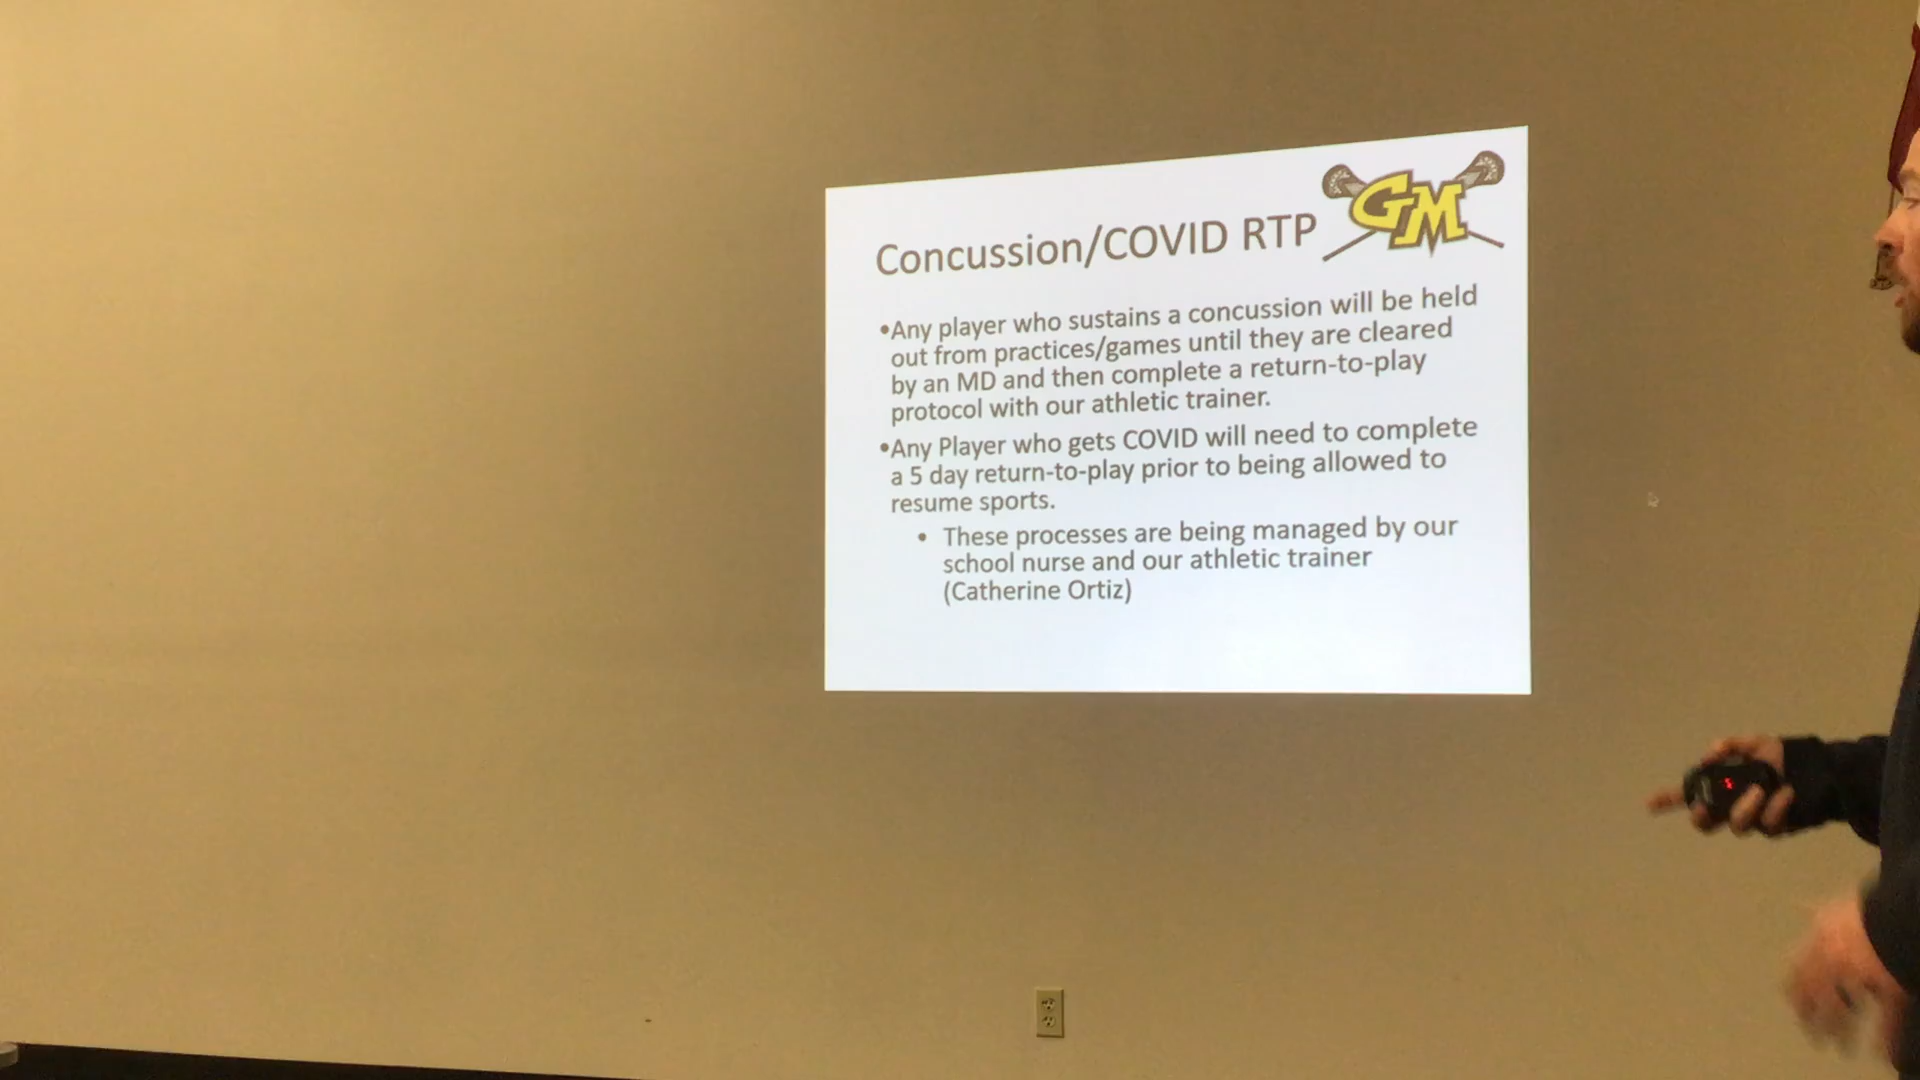 GM
Concussion/COVID RTP
•Any player who sustains a concussion will be held
out from practices/games until they are cleared
by an MD and then complete a return-to-play
protocol with our athletic trainer.
•Any Player who gets COVID will need to complete
a 5 day return-to-play prior to being allowed to
resume sports.
• These processes are being managed by our
school nurse and our athletic trainer
(Catherine Ortiz)